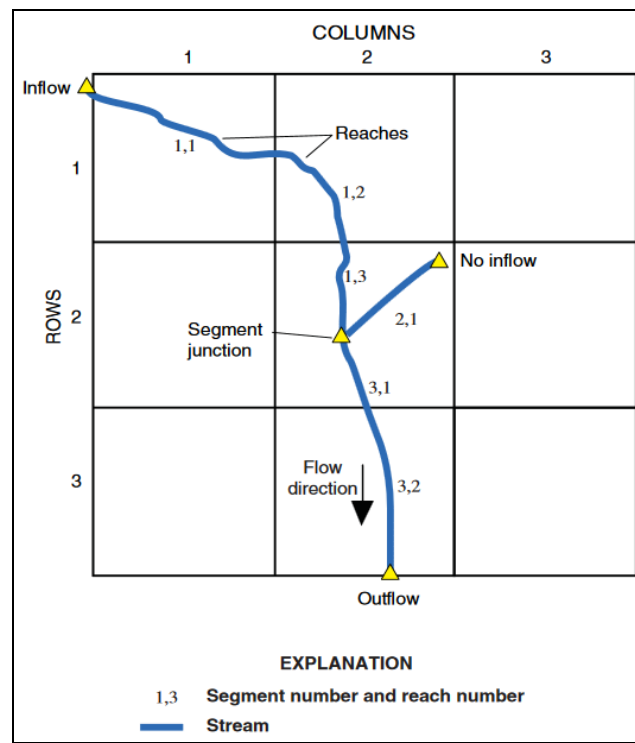 COLUMNS
1 2 3
Inflow
Reaches
1
1,1
1,2
No inflow
1,3
ROWS
2
2,1
Segment
junction
3,1
3
Flow
direction
3,2
Outflow
EXPLANATION
1,3 Segment number and reach number
Stream